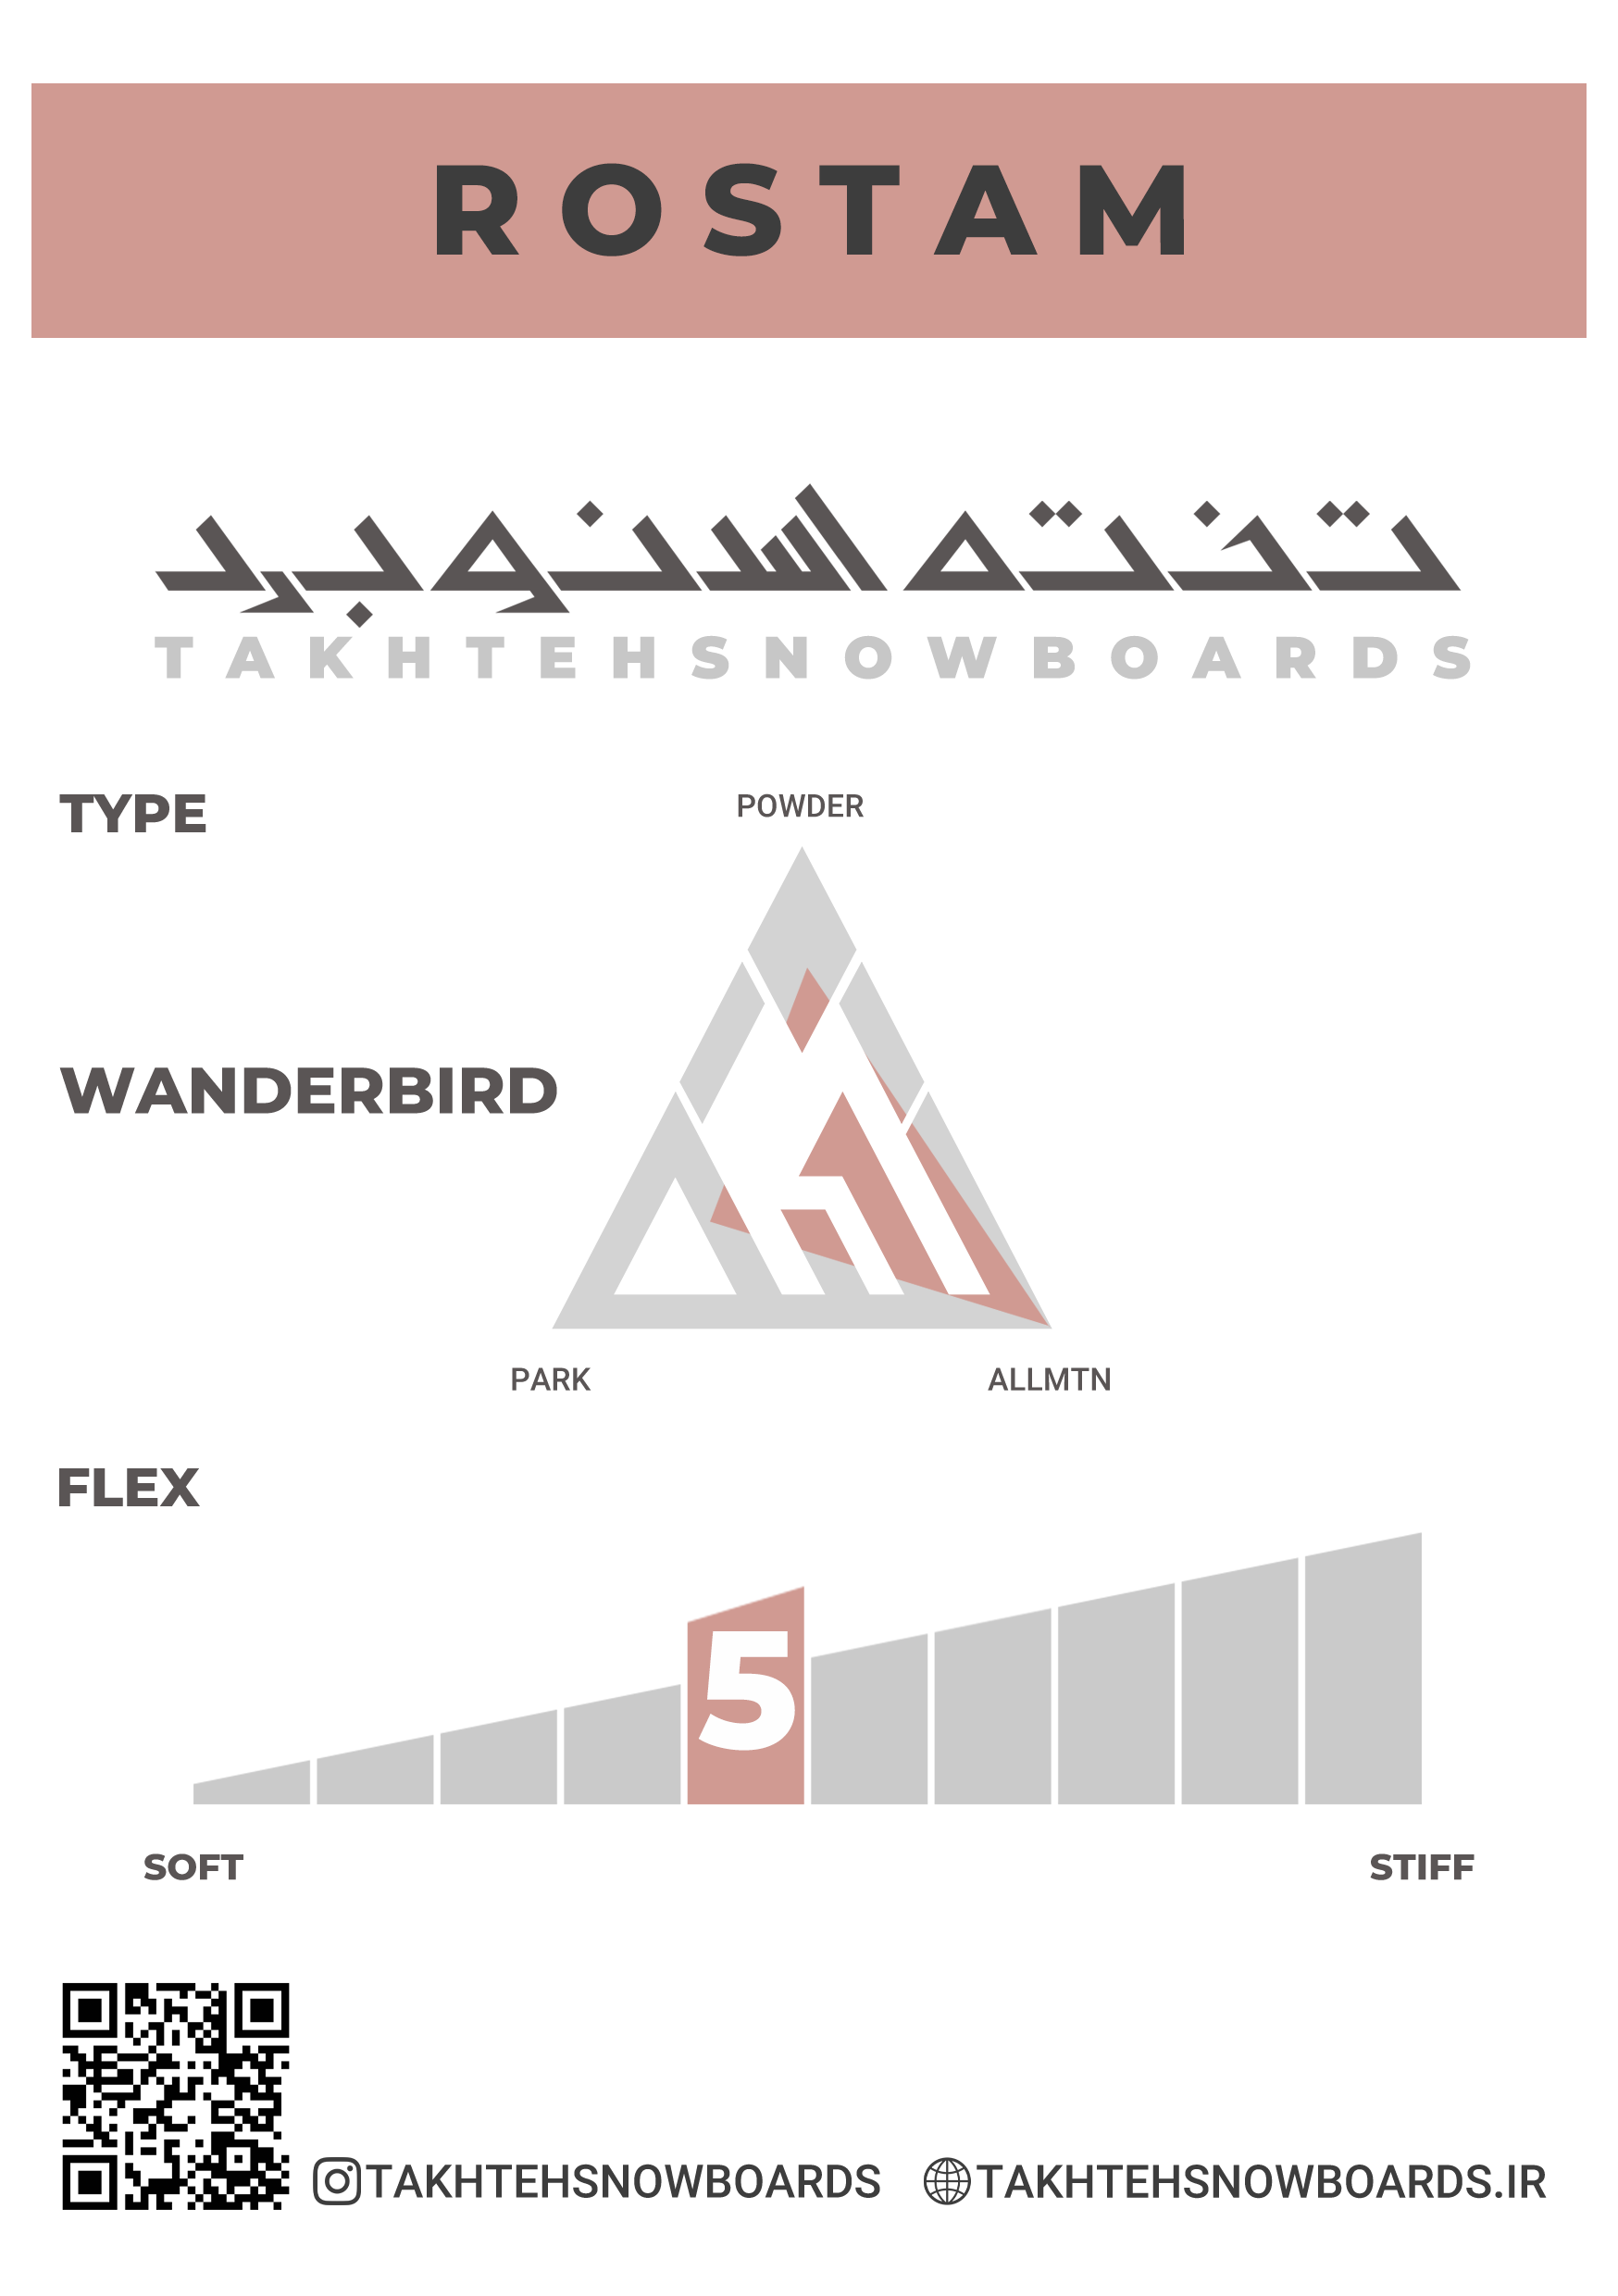 ROSTAM
تخته اسنوبرد
TAKHTEHSNOWBOARDS
TYPE
POWDER
WANDERBIRD
PARK
ALLMTN
FLEX
5
SOFT
STIFF
TAKHTEHSNOWBOARDS
TAKHTEHSNOWBOARDS.IR